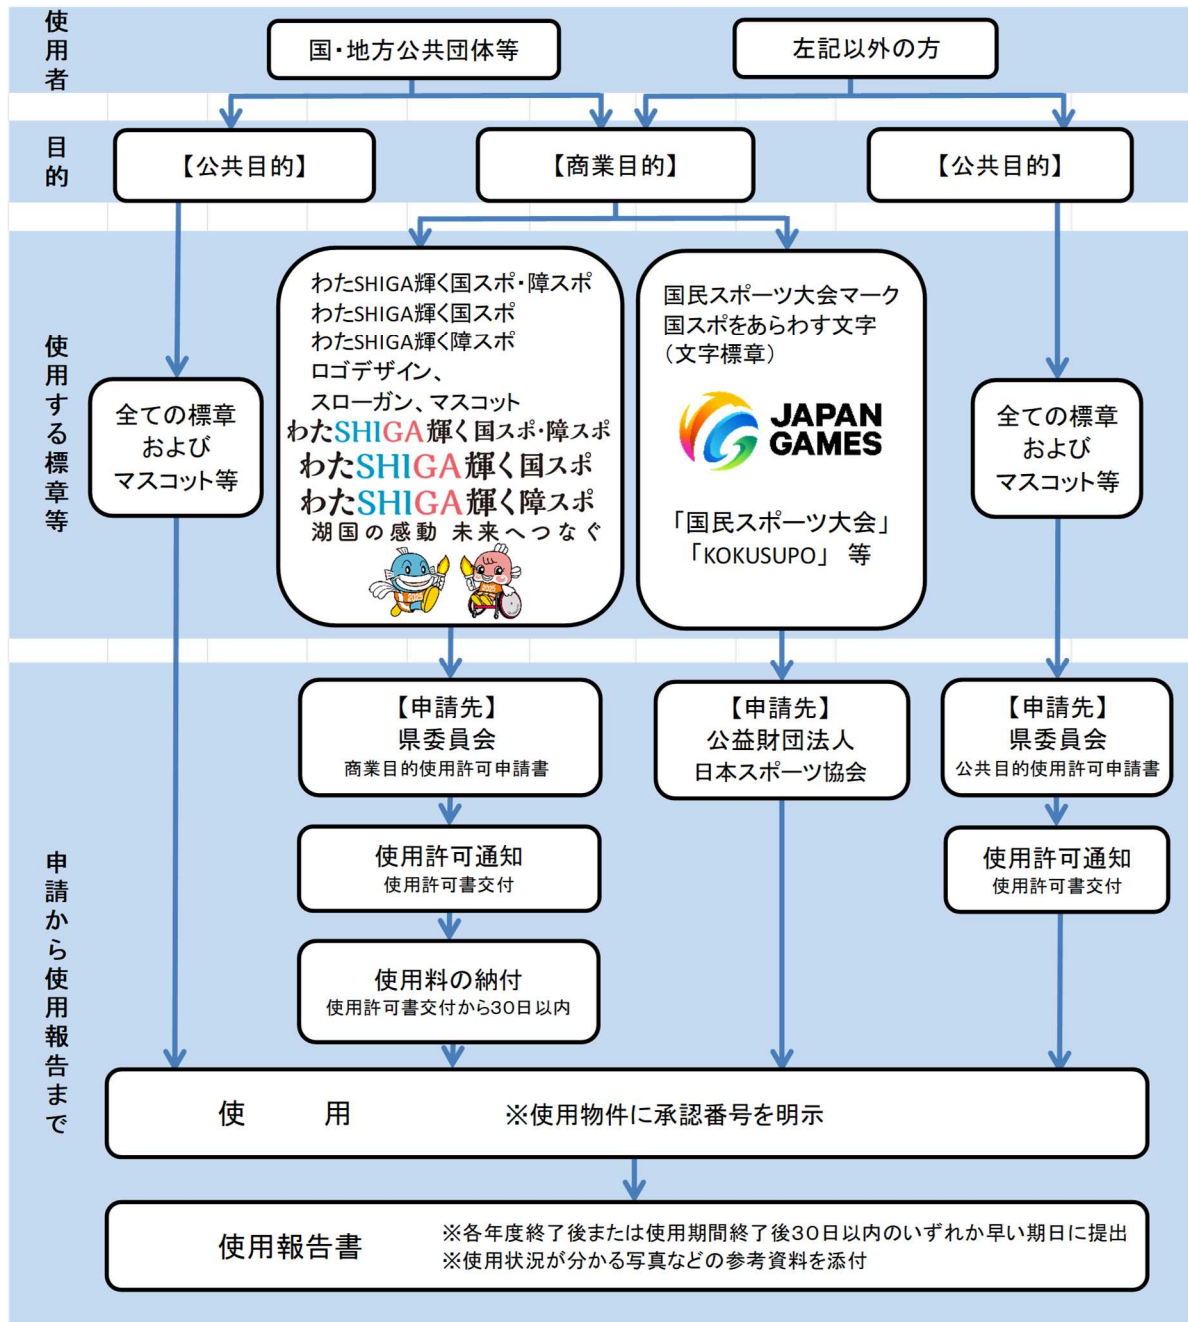 使用者
国・地方公共団体等
左記以外の方
目的
【公共目的】
【商業目的】
【公共目的】
使用する標章等
全ての標章
および
マスコット等
わたSHIGA輝く国スポ・障スポ
わたSHIGA輝く国スポ
わたSHIGA輝く障スポ
ロゴデザイン、
スローガン、マスコット
わたSHIGA輝く国スポ・障スポ
わたSHIGA輝く国スポ
わたSHIGA輝く障スポ
湖国の感動 未来へつなぐ
国民スポーツ大会マーク
国スポをあらわす文字
（文字標章）
JAPAN
GAMES
「国民スポーツ大会」
「KOKUSUPO」 等
全ての標章
および
マスコット等
申請から使用報告まで
【申請先】
県委員会
商業目的使用許可申請書
【申請先】
公益財団法人
日本スポーツ協会
【申請先】
県委員会
公共目的使用許可申請書
使用許可通知
使用許可書交付
使用許可通知
使用許可書交付
使用料の納付
使用許可書交付から30日以内
使 用 ※使用物件に承認番号を明示
使用報告書
※各年度終了後または使用期間終了後30日以内のいずれか早い期日に提出
※使用状況が分かる写真などの参考資料を添付